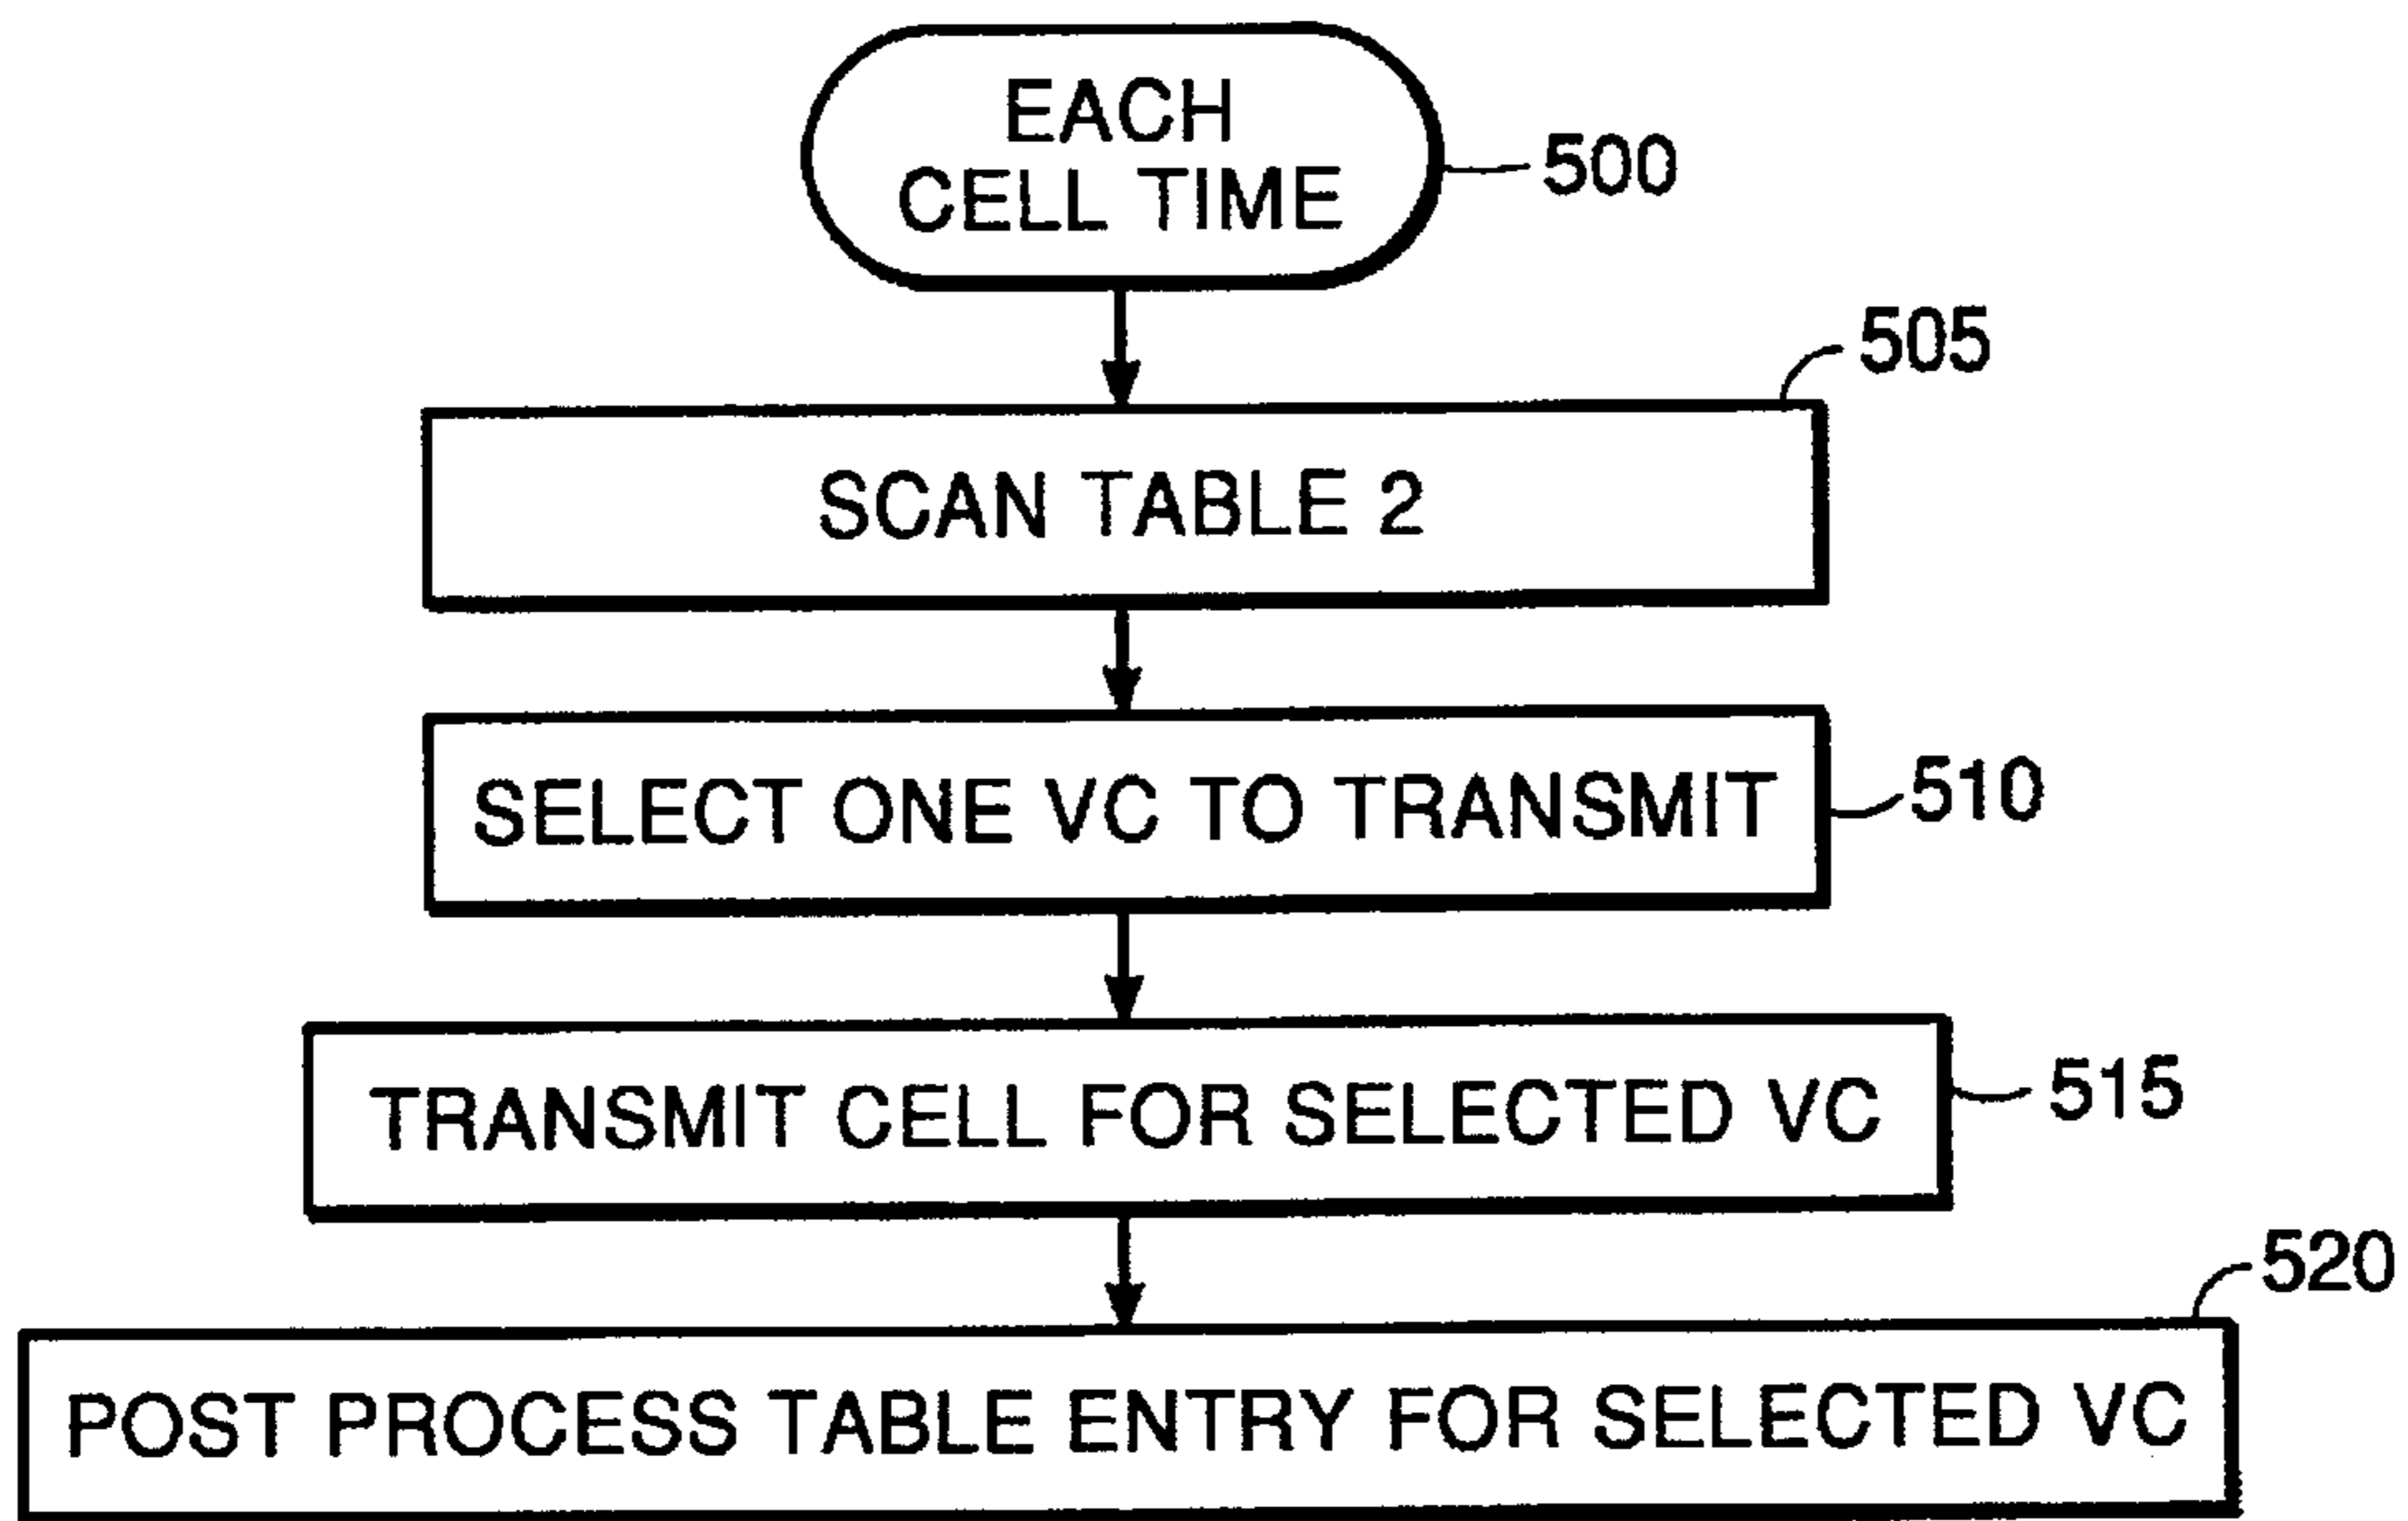 EACH
CELL TIME
500
505
SCAN TABLE 2
SELECT ONE VC TO TRANSMIT
510
TRANSMIT CELL FOR SELECTED VC
515
520
POST PROCESS TABLE ENTRY FOR SELECTED VC